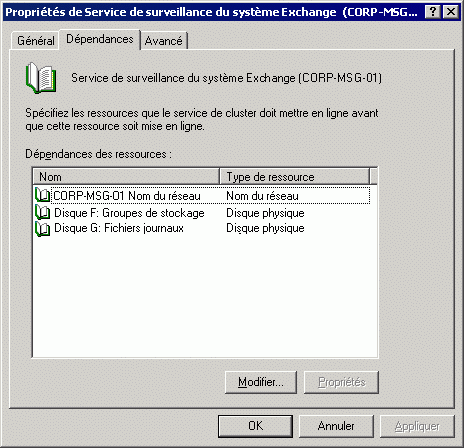 Propriétés de Service de surveillance du système Exchange (CORP-MSG...
Général Dépendances Avancé
Service de surveillance du système Exchange (CORP-MSG-01)
Spécifiez les ressources que le service de cluster doit mettre en ligne avant
que cette ressource soit mise en ligne.
Dépendances des ressources :
Nom Type de ressource
CORP-MSG-01 Nom du réseau Nom du réseau
Disque F: Groupes de stockage Disque physique
Disque G: Fichiers journaux Disque physique
Modifier... Propriétés
OK Annuler Appliquer